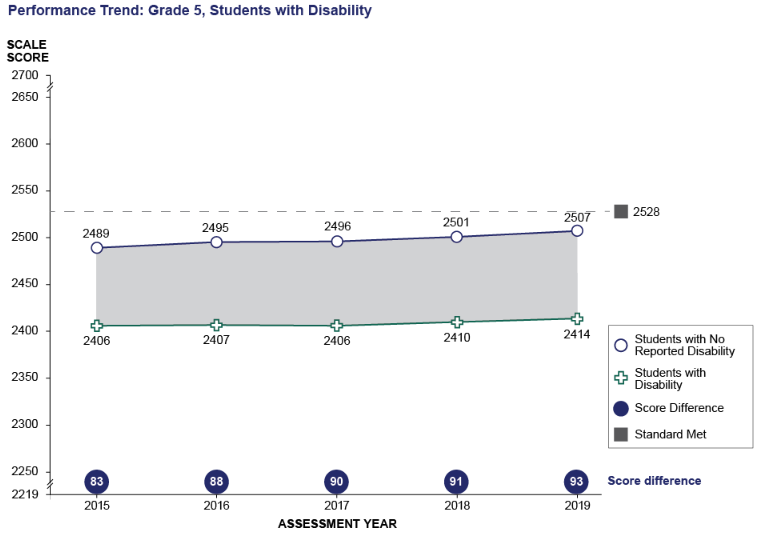 Performance Trend: Grade 5, Students with Disability
SCALE
SCORE
2700
2650
2600
2550
2528
2507
2501
2496
2495
2489
2500
2450
2400
2406
2407
2406
2410
2414
2350
2300
2250
2219
Students with No
Reported Disability
Students with
Disability
Score Difference
Standard Met
83
88
90
91
93
Score difference
2015
2016
2017
2018
2019
ASSESSMENT YEAR